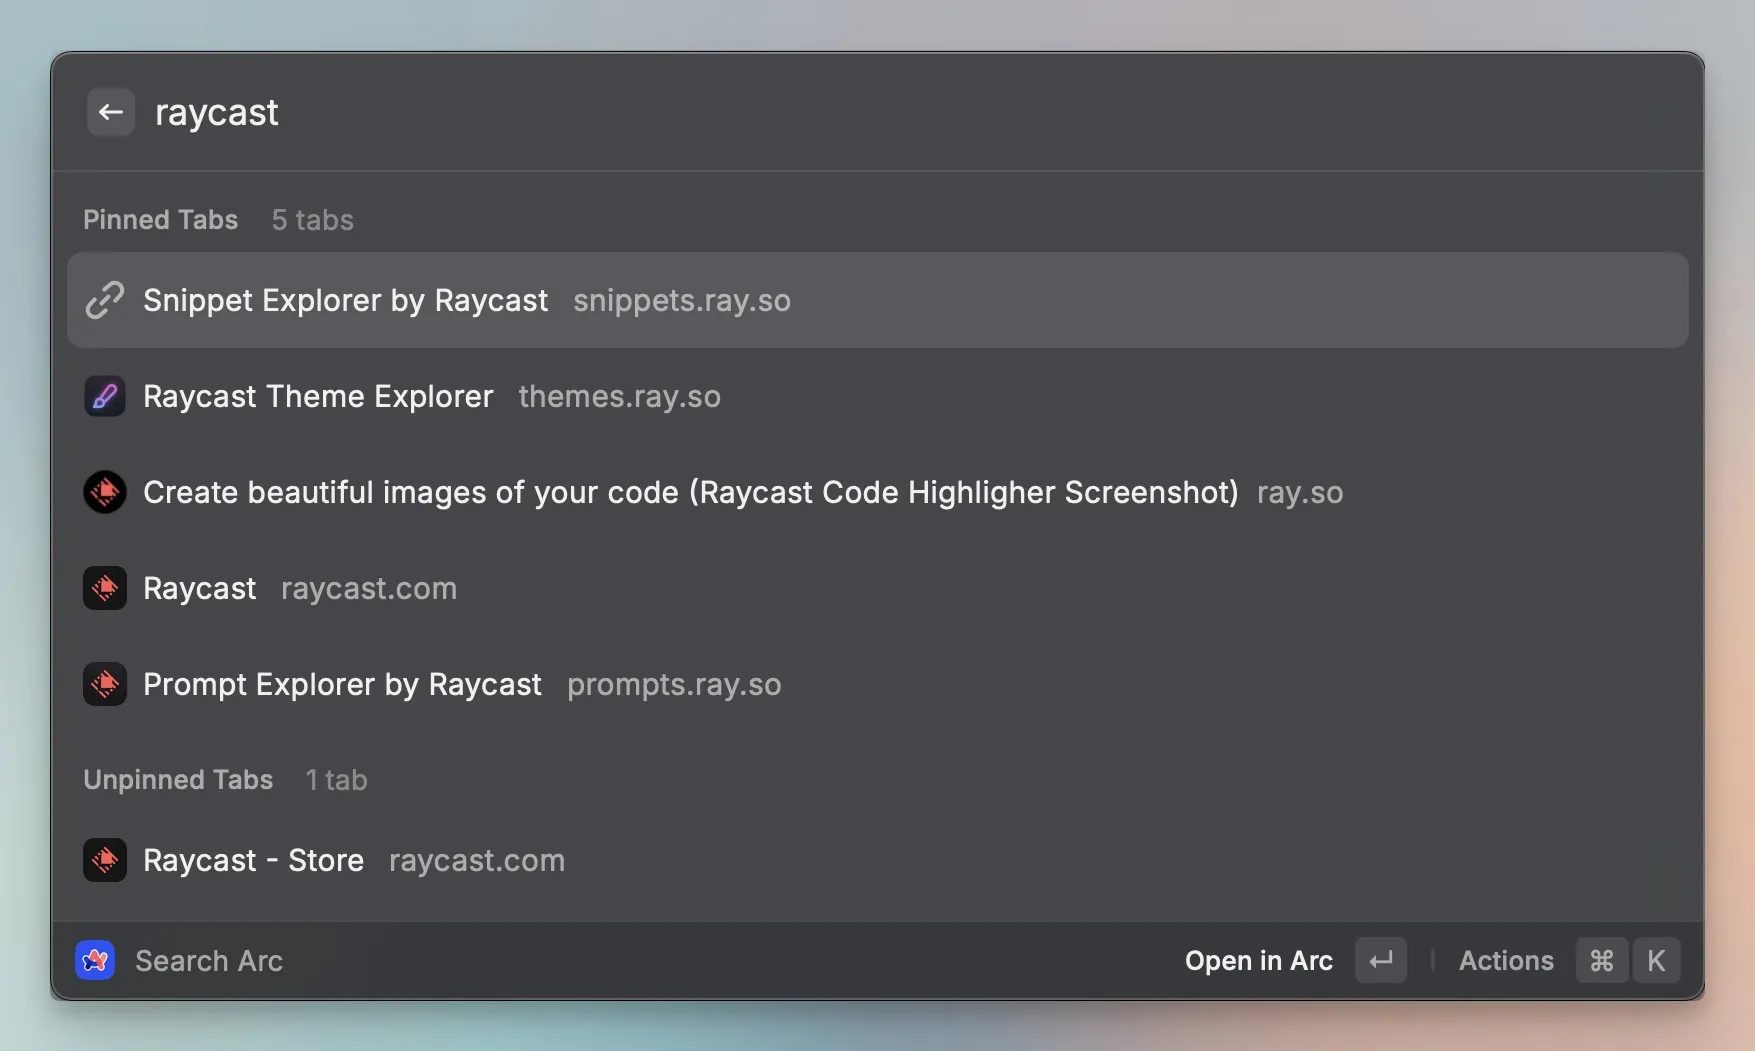 raycast
Pinned Tabs 5 tabs
Snippet Explorer by Raycast snippets.ray.so
Raycast Theme Explorer themes.ray.so
Create beautiful images of your code (Raycast Code Highligher Screenshot) ray.so
Raycast raycast.com
Prompt Explorer by Raycast prompts.ray.so
Unpinned Tabs 1 tab
Raycast - Store raycast.com
Search Arc Open in Arc ↵ Actions ⌘ K